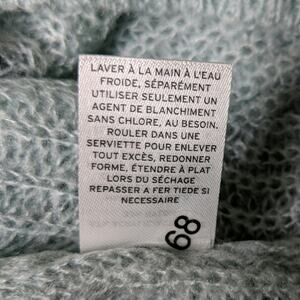 LAVER À LA MAIN À L'EAU
FROIDE, SÉPARÉMENT
UTILISER SEULEMENT UN
AGENT DE BLANCHIMENT
SANS CHLORE, AU BESOIN.
ROULER DANS UNE
SERVIETTE POUR ENLEVER
TOUT EXCÈS, REDONNER
FORME, ÉTENDRE À PLAT
LORS DU SÉCHAGE
REPASSER A FER TIEDE SI
NECESSAIRE
68